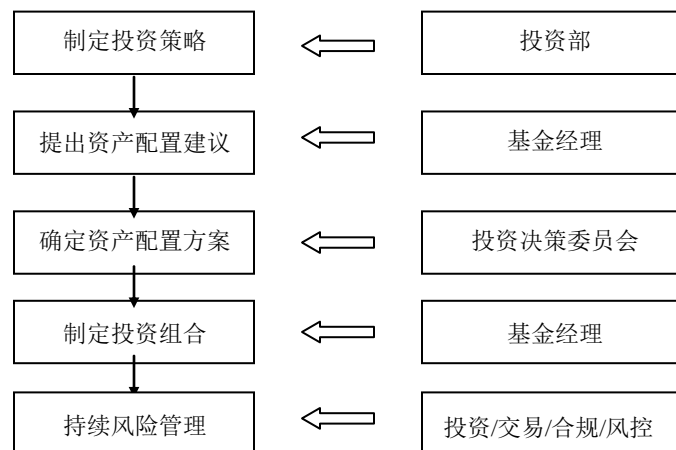 制定投资策略
投资部
提出资产配置建议
基金经理
确定资产配置方案
投资决策委员会
制定投资组合
基金经理
持续风险管理
投资/交易/合规/风控